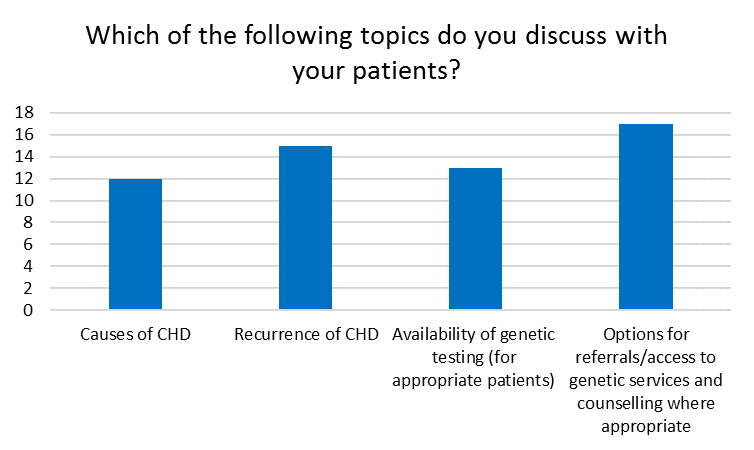 Which of the following topics do you discuss with
your patients?
18
16
14
12
10
8
6
4
2
0
Causes of CHD
Recurrence of CHD
Availability of genetic
testing (for
appropriate patients)
Options for
referrals/access to
genetic services and
counselling where
appropriate